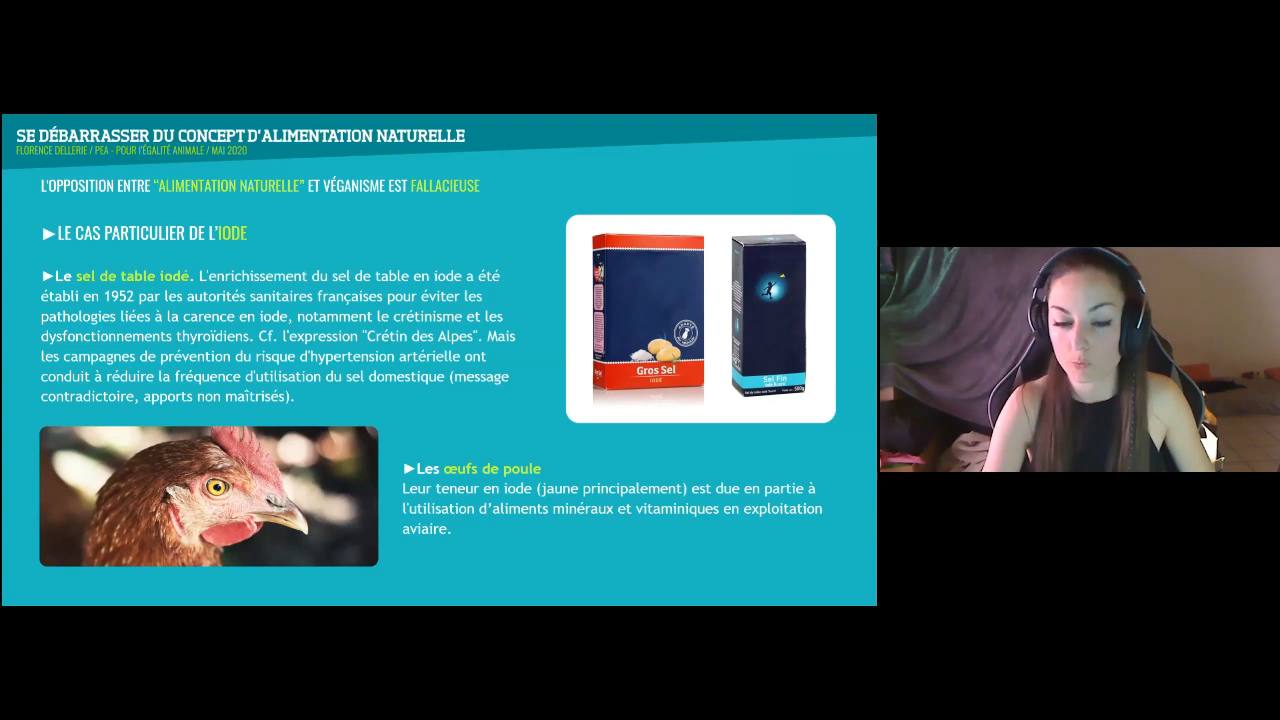 SE DÉBARRASSER DU CONCEPT D'ALIMENTATION NATURELLE
FLORENCE DELLERIE / PEA - POUR L'ÉGALITÉ ANIMALE / MAI 2020
L'OPPOSITION ENTRE "ALIMENTATION NATURELLE" ET VÉGANISME EST FALLACIEUSE
►LE CAS PARTICULIER DE L'IODE
►Le sel de table iodé. L'enrichissement du sel de table en iode a été
établi en 1952 par les autorités sanitaires françaises pour éviter les
pathologies liées à la carence en iode, notamment le crétinisme et les
dysfonctionnements thyroïdiens. Cf. l'expression "Crétin des Alpes". Mais
les campagnes de prévention du risque d'hypertension artérielle ont
conduit à réduire la fréquence d'utilisation du sel domestique (message
contradictoire, apports non maîtrisés).
Gros Sel
IODÉ
Sel Fin
500g
►Les œufs de poule
Leur teneur en iode (jaune principalement) est due en partie à
l'utilisation d’aliments minéraux et vitaminiques en exploitation
aviaire.